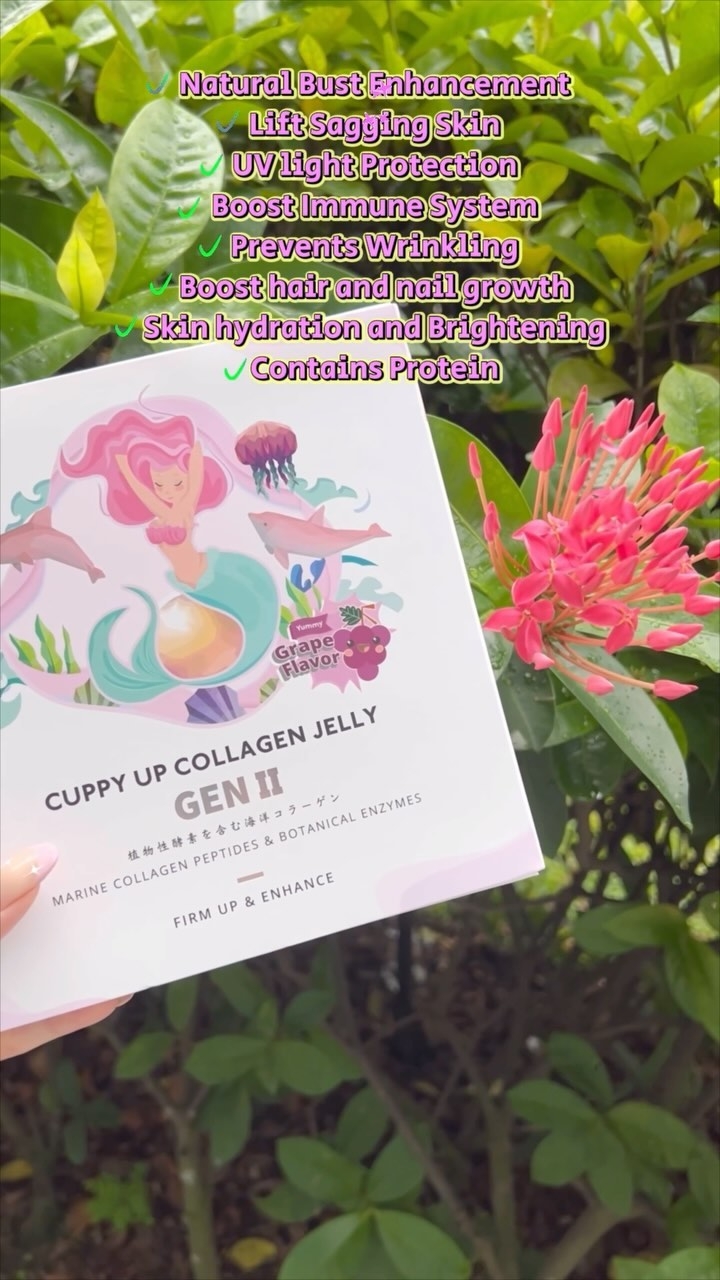 ✓ Natural Bust Enhancement
✓ Lift Sagging Skin
✓ UV light Protection
✓ Boost Immune System
✓ Prevents Wrinkling
✓ Boost hair and nail growth
✓ Skin hydration and Brightening
✓ Contains Protein
Yummy
Grape
Flavor
CUPPY UP COLLAGEN JELLY
GEN II
植物性酵素を含む海洋コラーゲン
MARINE COLLAGEN PEPTIDES & BOTANICAL ENZYMES
FIRM UP & ENHANCE